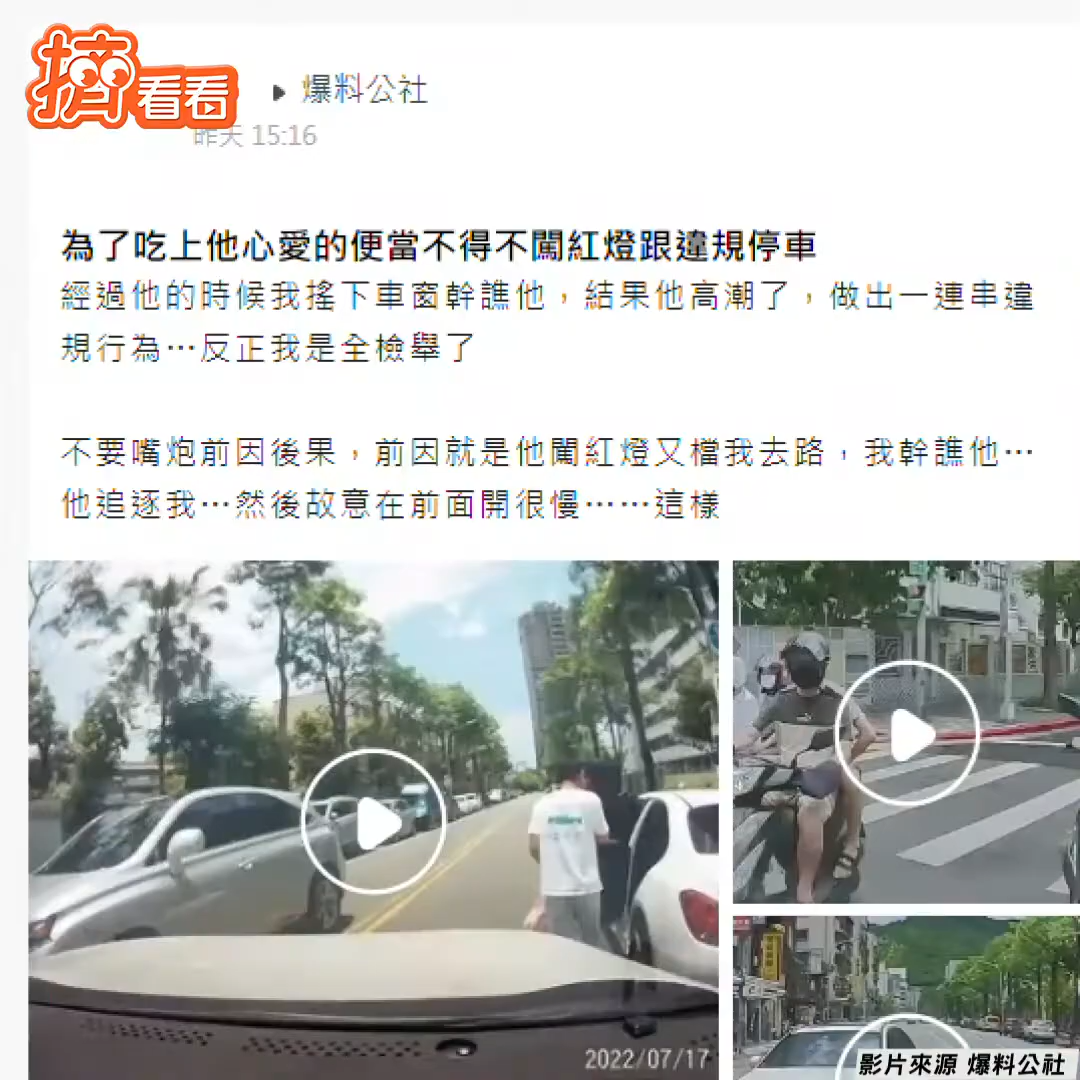 擠看看
▶ 爆料公社
昨天 15:16
為了吃上他心愛的便當不得不闖紅燈跟違規停車
經過他的時候我搖下車窗幹譙他，結果他高潮了，做出一連串違
規行為…反正我是全檢舉了
不要嘴炮前因後果，前因就是他闖紅燈又檔我去路，我幹譙他…
他追逐我…然後故意在前面開很慢……這樣
2022/07/17
影片來源 爆料公社